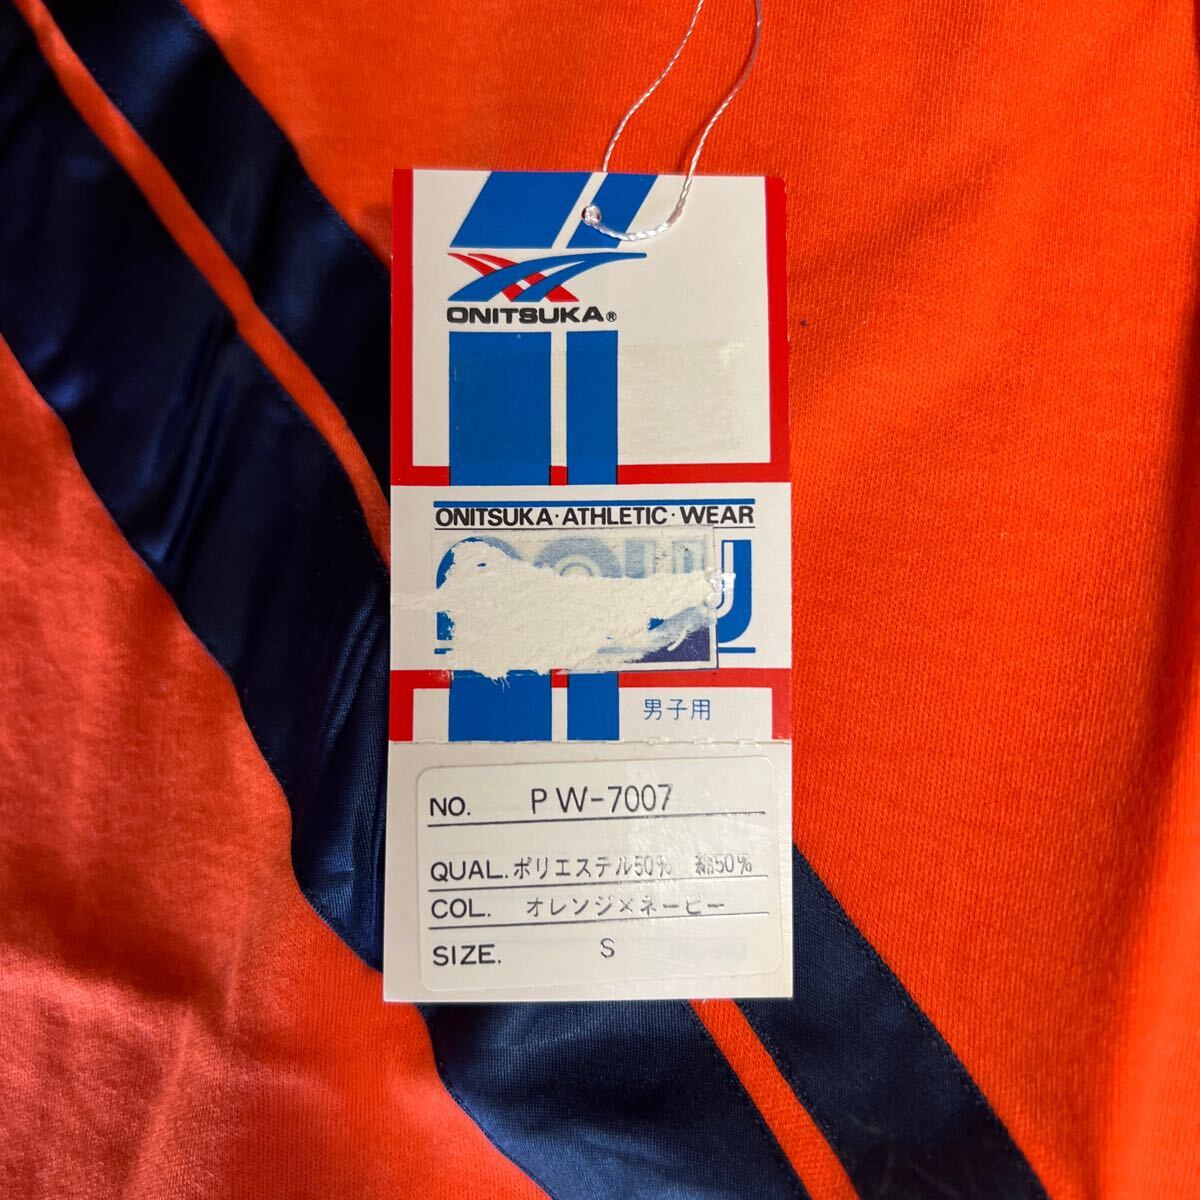 ONITSUKA®
ONITSUKA·ATHLETIC·WEAR
男子用
NO. PW-7007
QUAL. ポリエステル50% 綿50%
COL. オレンジ×ネービー
SIZE. S